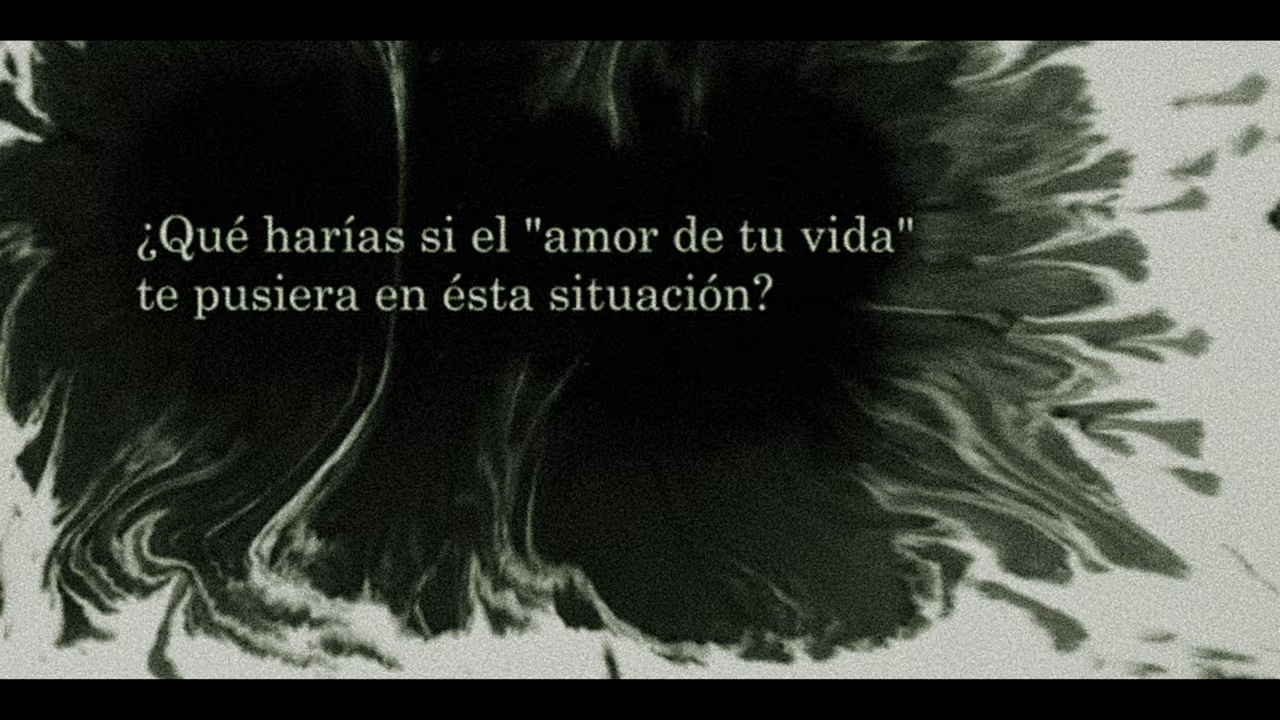 ¿Qué harías si el "amor de tu vida"
te pusiera en ésta situación?